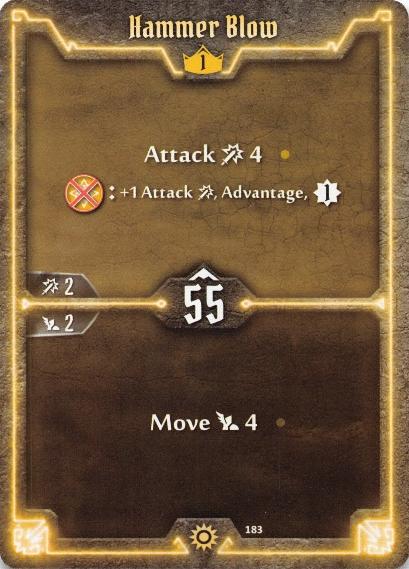 Hammer Blow
1
Attack 4
: +1 Attack, Advantage, 1
2
55
2
Move 4
183